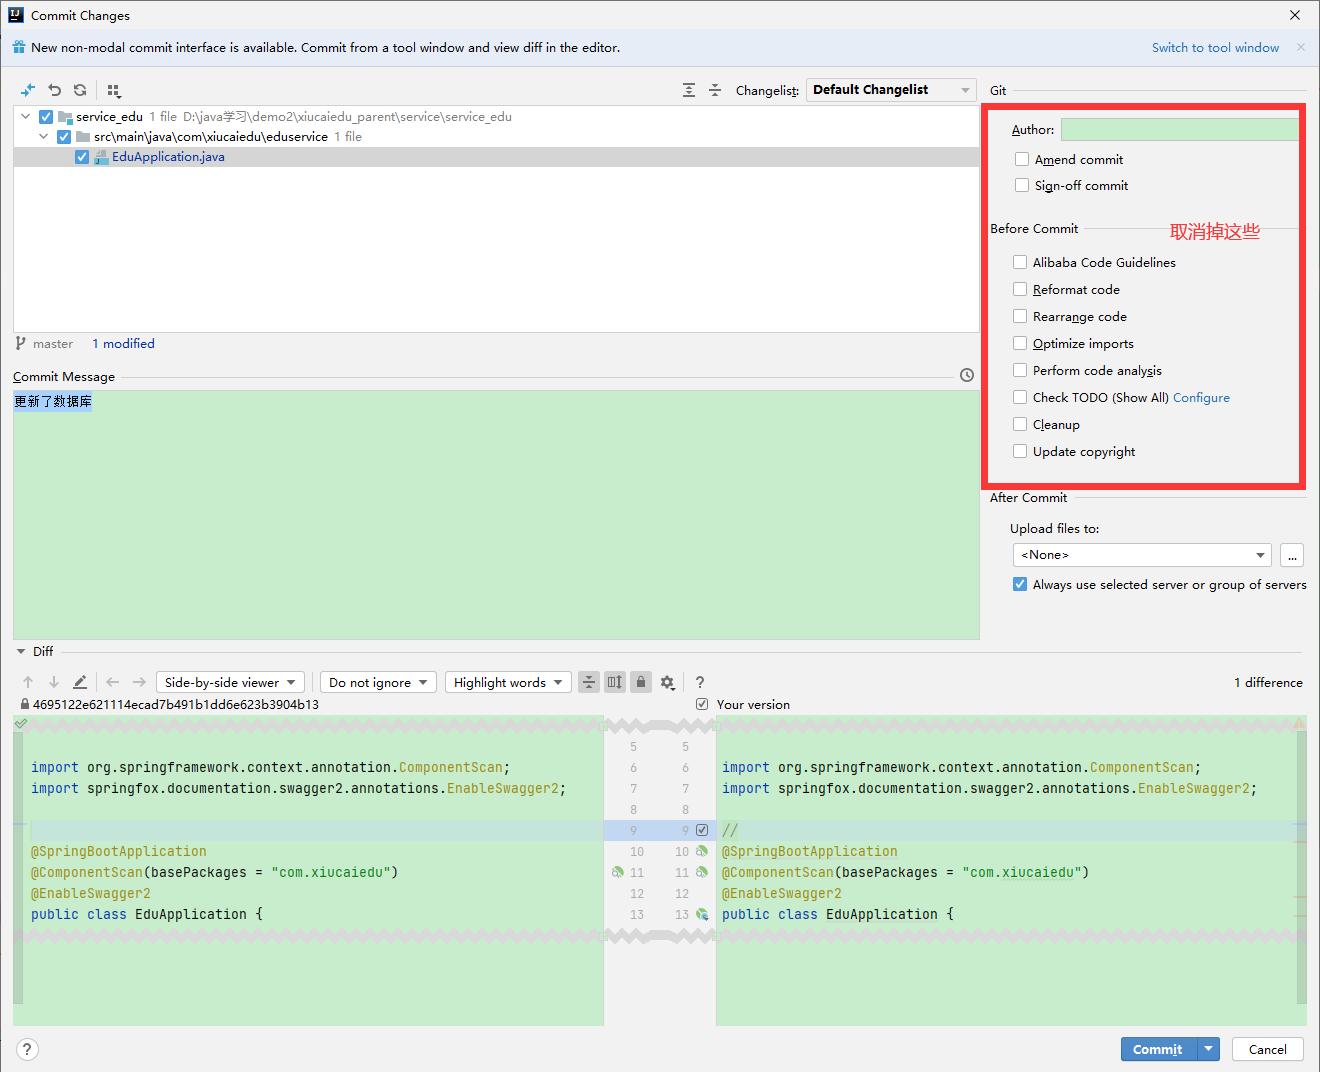 Commit Changes
New non-modal commit interface is available. Commit from a tool window and view diff in the editor.
Switch to tool window
Changelist:
Default Changelist
service_edu 1 file D:\java学习\demo2\xiucaiedu_parent\service\service_edu
src\main\java\com\xiucaiedu\eduservice 1 file
EduApplication.java
master 1 modified
Commit Message
更新了数据库
Git
Author:
Amend commit
Sign-off commit
Before Commit
取消掉这些
Alibaba Code Guidelines
Reformat code
Rearrange code
Optimize imports
Perform code analysis
Check TODO (Show All) Configure
Cleanup
Update copyright
After Commit
Upload files to:
<None>
...
Always use selected server or group of servers
Diff
Side-by-side viewer
Do not ignore
Highlight words
?
1 difference
4695122e621114ecad7b491b1dd6e623b3904b13
Your version
5 5
import org.springframework.context.annotation.ComponentScan; 6 6 import org.springframework.context.annotation.ComponentScan;
import springfox.documentation.swagger2.annotations.EnableSwagger2; 7 7 import springfox.documentation.swagger2.annotations.EnableSwagger2;
8 8
9 9 //
@SpringBootApplication 10 10 @SpringBootApplication
@ComponentScan(basePackages = "com.xiucaiedu") 11 11 @ComponentScan(basePackages = "com.xiucaiedu")
@EnableSwagger2 12 12 @EnableSwagger2
public class EduApplication { 13 13 public class EduApplication {
?
Commit
Cancel